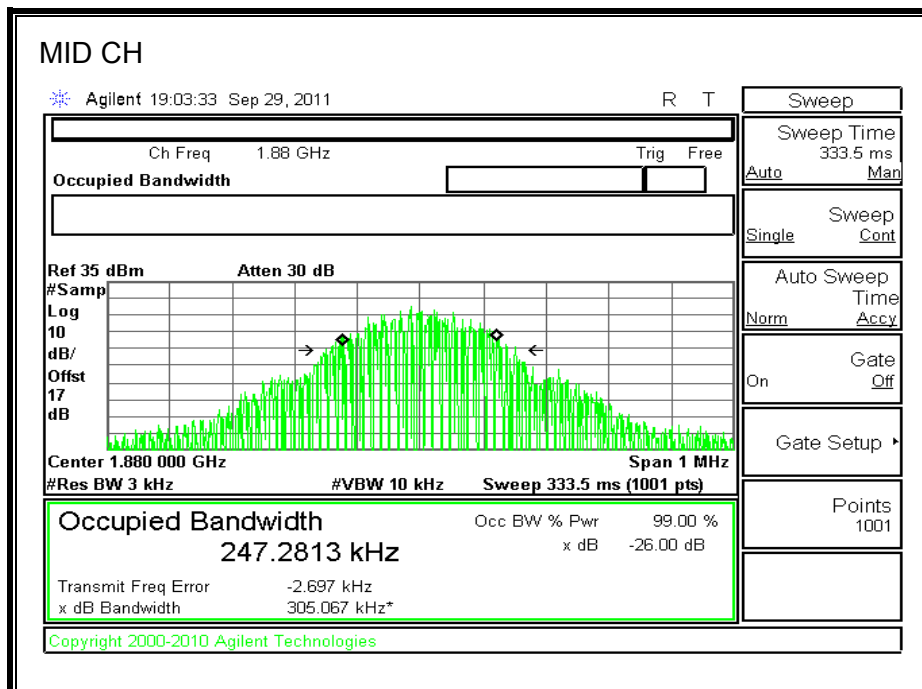 MID CH
Agilent 19:03:33 Sep 29, 2011 R T
Sweep
Ch Freq 1.88 GHz Trig Free
Occupied Bandwidth
Sweep Time
333.5 ms
Auto Man
Sweep
Single Cont
Ref 35 dBm Atten 30 dB
#Samp
Log
10
dB/
Offst
17
dB
Auto Sweep
Time
Norm Accy
Gate
On Off
Gate Setup
Center 1.880 000 GHz Span 1 MHz
#Res BW 3 kHz #VBW 10 kHz Sweep 333.5 ms (1001 pts)
Occupied Bandwidth Occ BW % Pwr 99.00 %
247.2813 kHz x dB -26.00 dB
Transmit Freq Error -2.697 kHz
x dB Bandwidth 305.067 kHz*
Points
1001
Copyright 2000-2010 Agilent Technologies